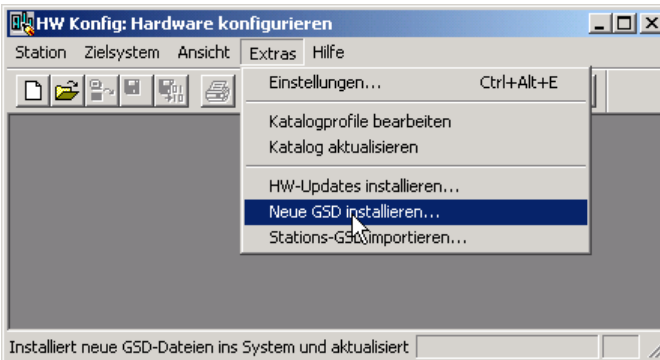 HW Konfig: Hardware konfigurieren
Station Zielsystem Ansicht Extras Hilfe
Einstellungen... Ctrl+Alt+E
Katalogprofile bearbeiten
Katalog aktualisieren
HW-Updates installieren...
Neue GSD installieren...
Stations-GSD importieren...
Installiert neue GSD-Dateien ins System und aktualisiert